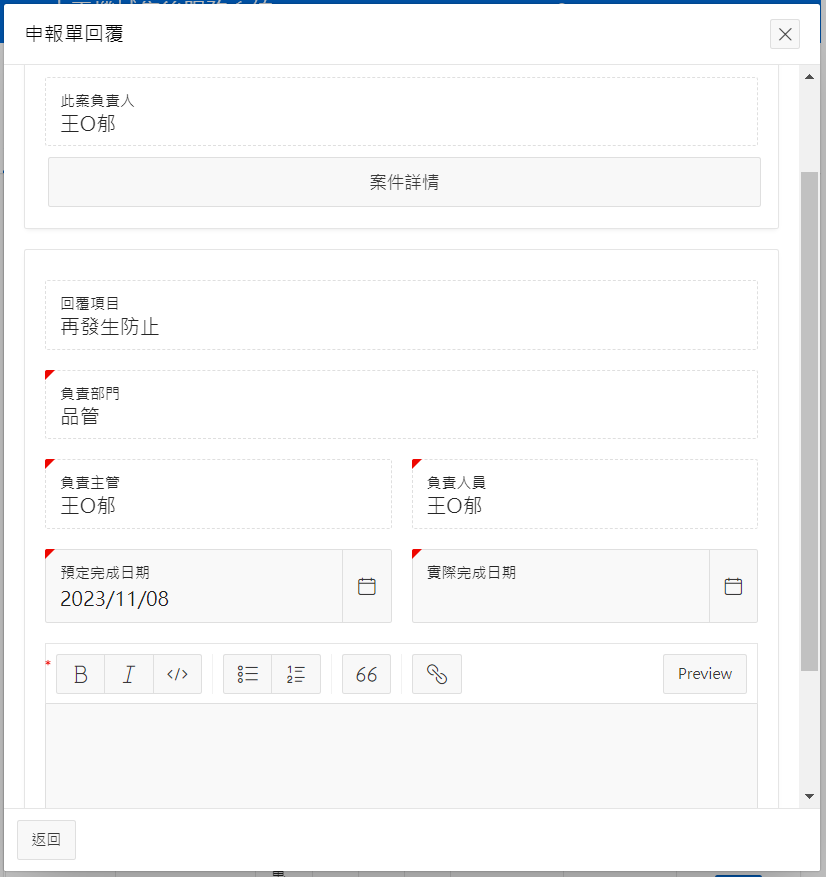 申報單回覆
此案負責人
王O郁
案件詳情
回覆項目
再發生防止
負責部門
品管
負責主管
王O郁
負責人員
王O郁
預定完成日期
2023/11/08
實際完成日期
* B I </> 66 Preview
返回